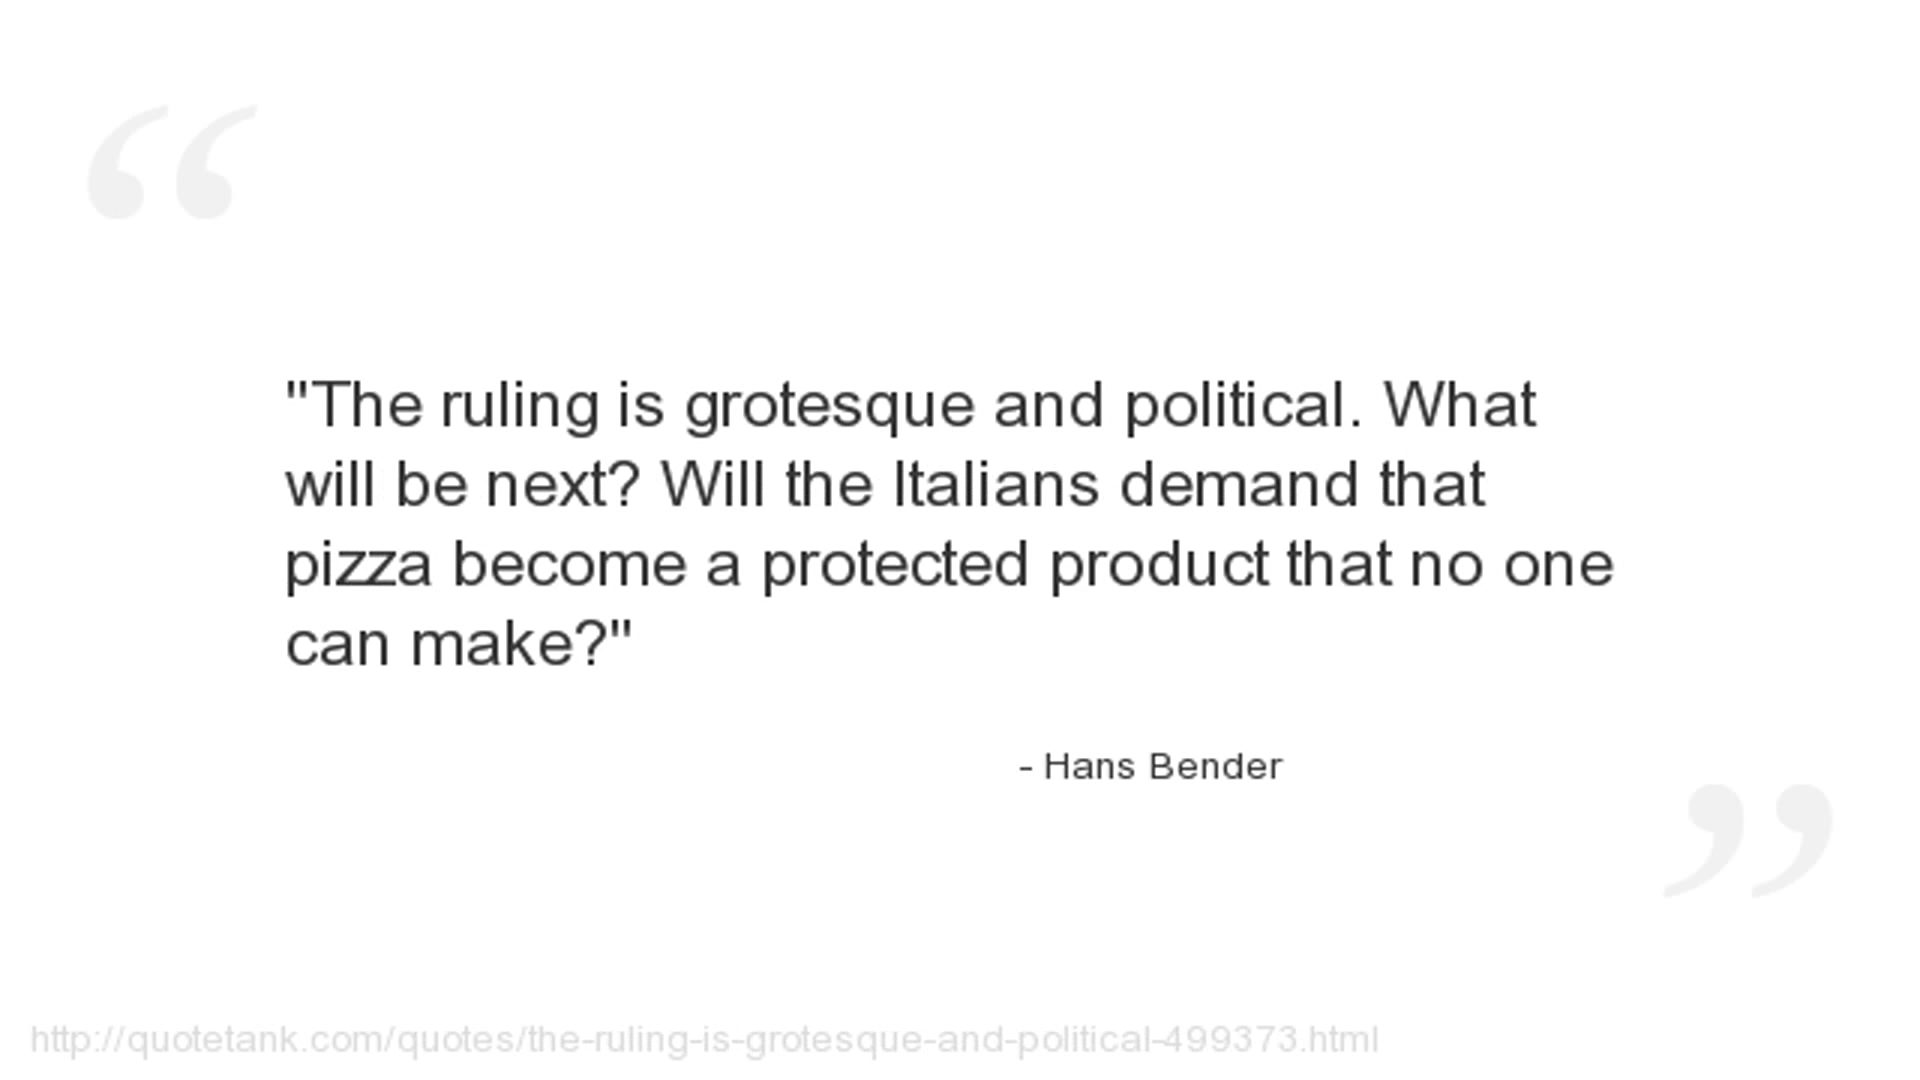 "The ruling is grotesque and political. What
will be next? Will the Italians demand that
pizza become a protected product that no one
can make?"
- Hans Bender
http://quotetank.com/quotes/the-ruling-is-grotesque-and-political-499373.html